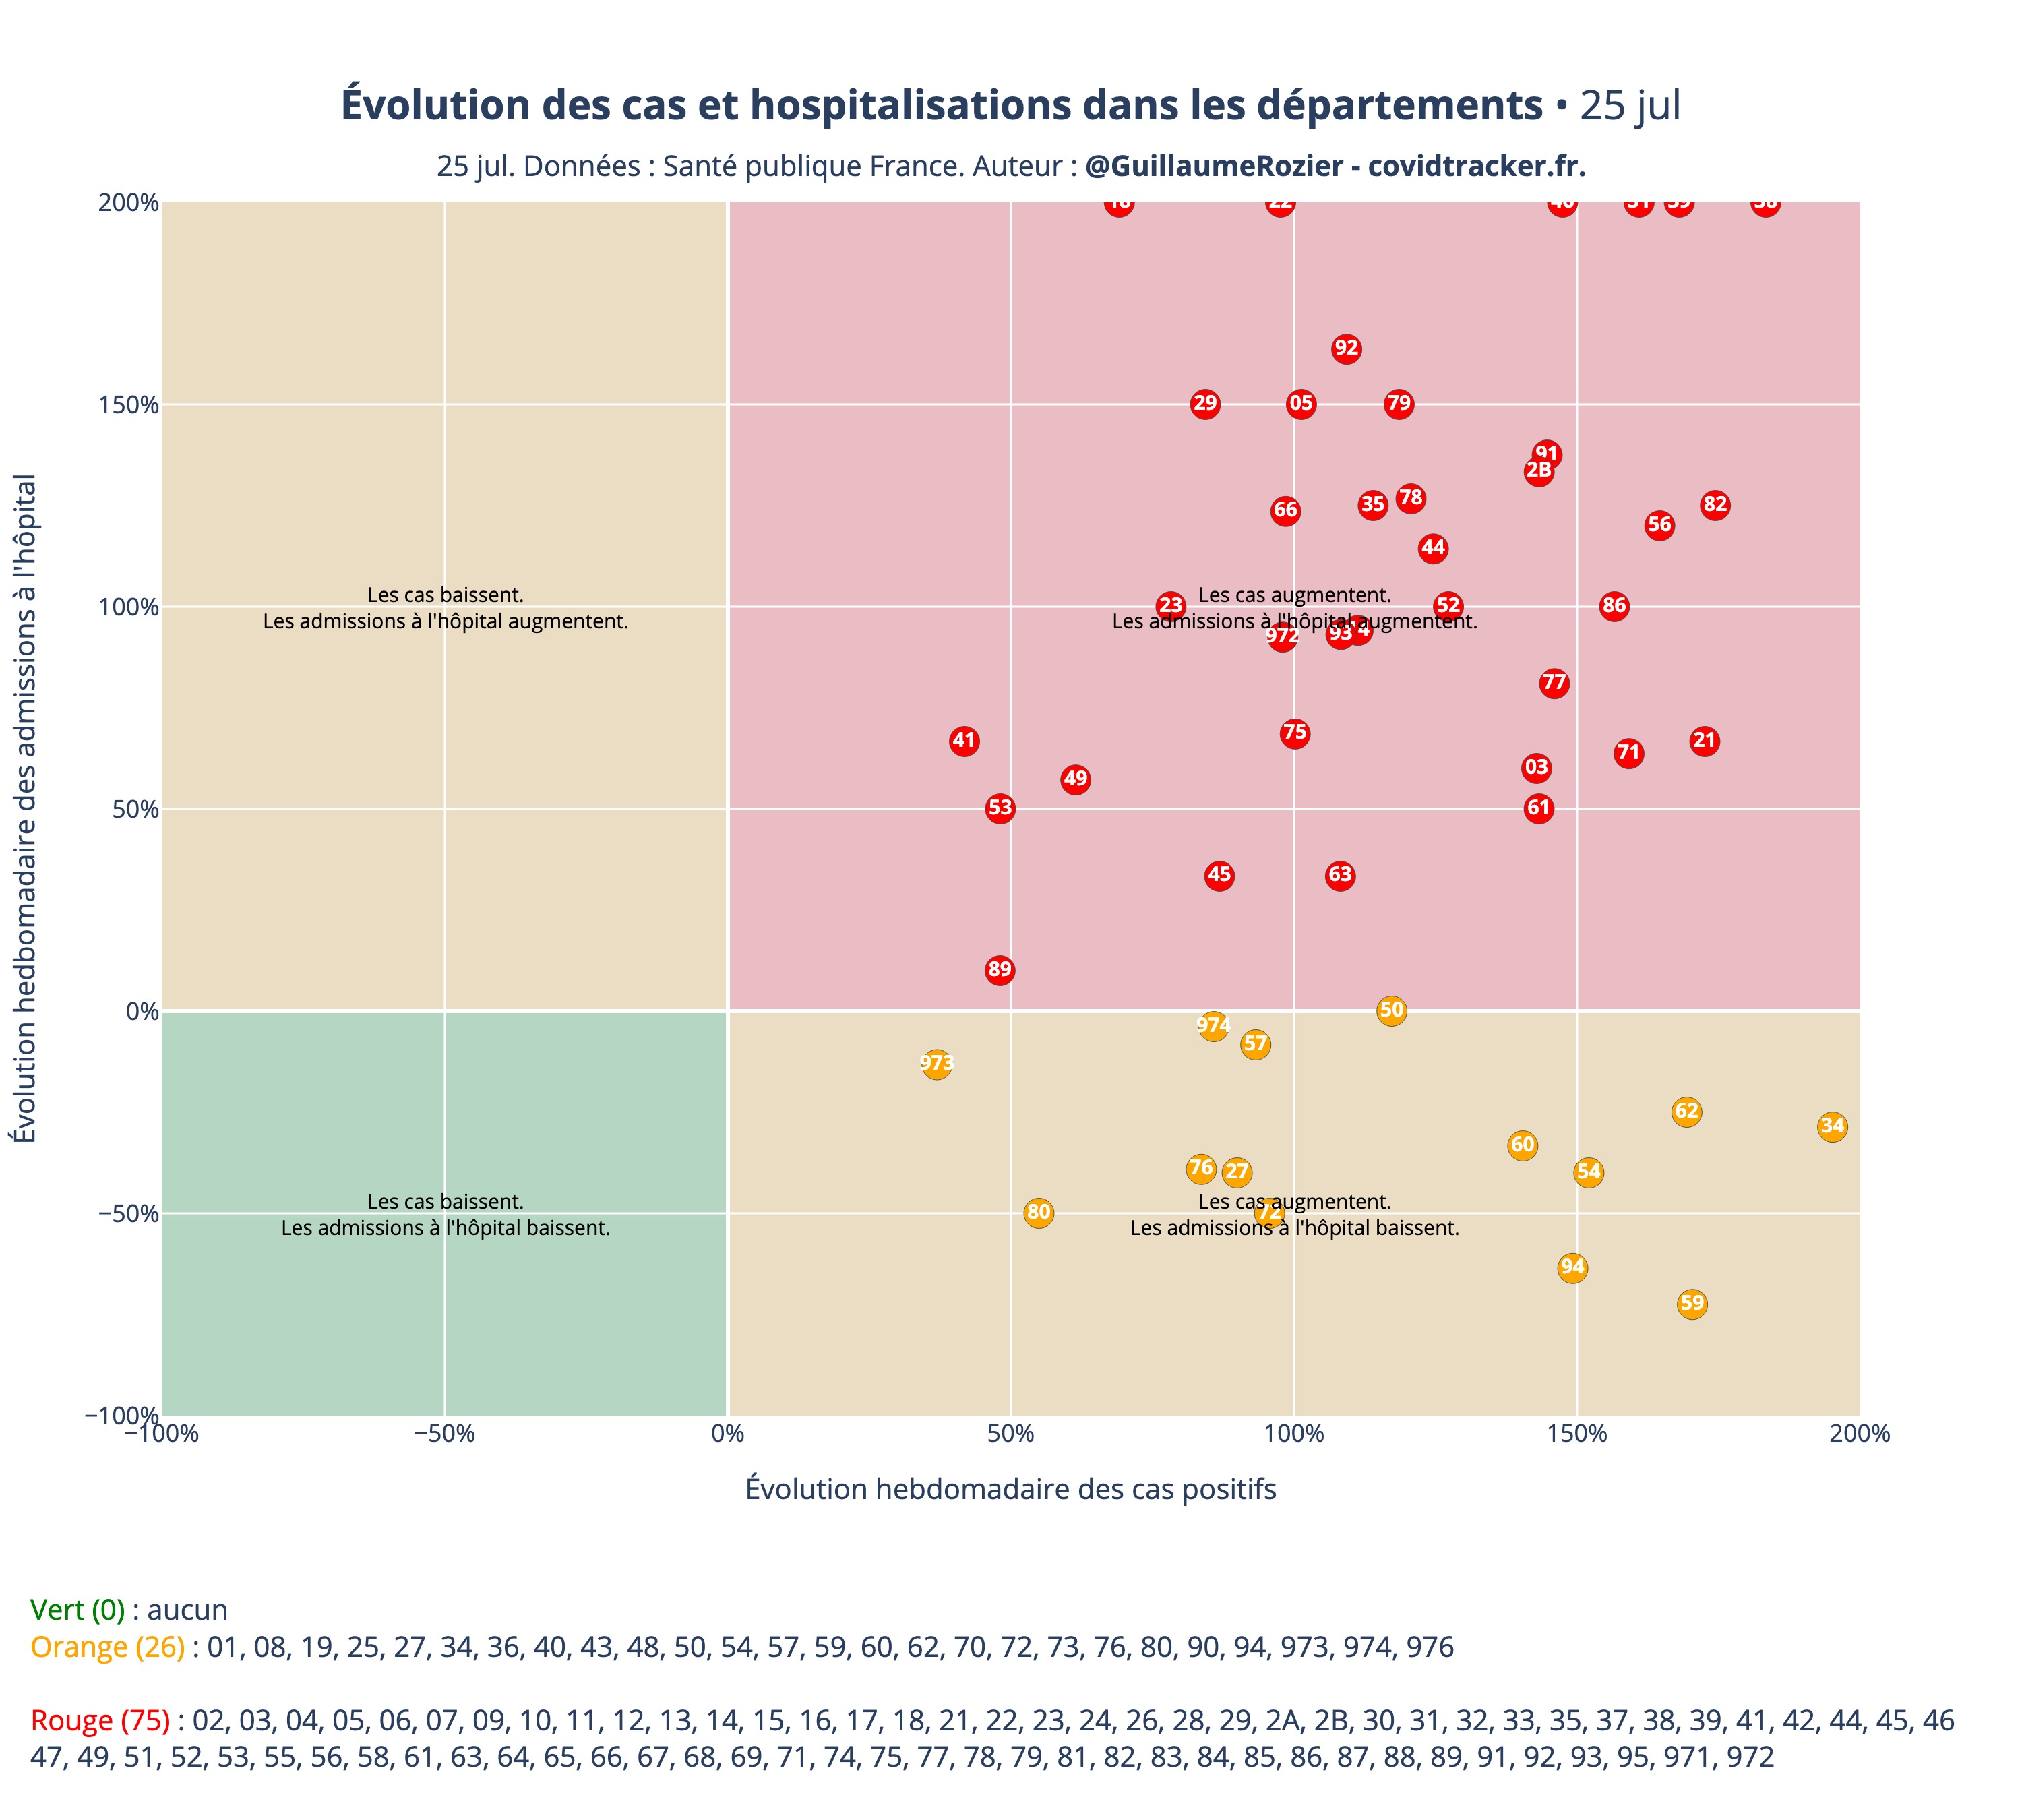 Évolution des cas et hospitalisations dans les départements • 25 jul
25 jul. Données : Santé publique France. Auteur : @GuillaumeRozier - covidtracker.fr.
Évolution hedbomadaire des admissions à l'hôpital
200%
150%
100%
50%
0%
−50%
−100%
18 22 46 51 39 38
92
29 05 79
91
2B
66 35 78 56 82
44
Les cas baissent.
Les admissions à l'hôpital augmentent.
Les cas augmentent.
Les admissions à l'hôpital augmentent.
23 52 86
972 93
77
41 75 71 21
49 03
53 61
45 63
89
50
974 57
973
62 34
60
76 27 54
Les cas baissent.
Les admissions à l'hôpital baissent.
Les cas augmentent.
Les admissions à l'hôpital baissent.
80 72
94
59
−100% −50% 0% 50% 100% 150% 200%
Évolution hebdomadaire des cas positifs
Vert (0) : aucun
Orange (26) : 01, 08, 19, 25, 27, 34, 36, 40, 43, 48, 50, 54, 57, 59, 60, 62, 70, 72, 73, 76, 80, 90, 94, 973, 974, 976
Rouge (75) : 02, 03, 04, 05, 06, 07, 09, 10, 11, 12, 13, 14, 15, 16, 17, 18, 21, 22, 23, 24, 26, 28, 29, 2A, 2B, 30, 31, 32, 33, 35, 37, 38, 39, 41, 42, 44, 45, 46
47, 49, 51, 52, 53, 55, 56, 58, 61, 63, 64, 65, 66, 67, 68, 69, 71, 74, 75, 77, 78, 79, 81, 82, 83, 84, 85, 86, 87, 88, 89, 91, 92, 93, 95, 971, 972